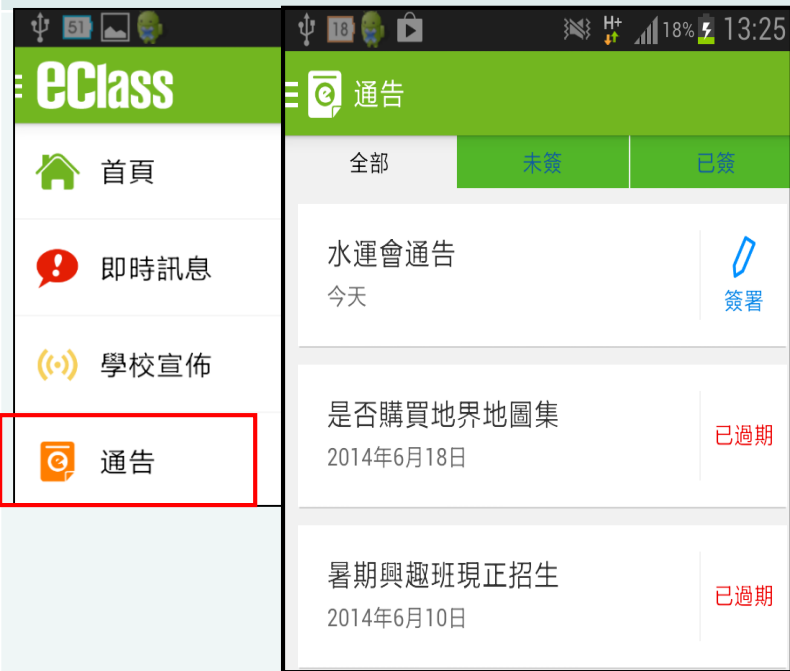 51
eClass
首頁
即時訊息
學校宣佈
通告
18
H+
18%
13:25
通告
全部
未簽
已簽
水運會通告
今天
簽署
是否購買地界地圖集
2014年6月18日
已過期
暑期興趣班現正招生
2014年6月10日
已過期